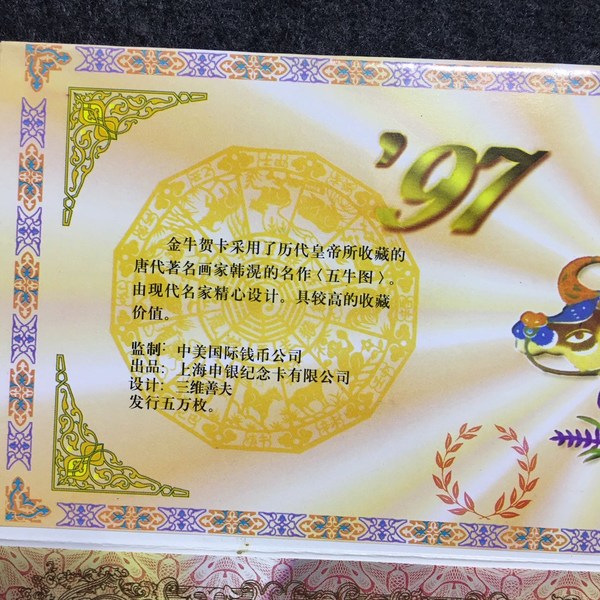 '97
金牛贺卡采用了历代皇帝所收藏的
唐代著名画家韩滉的名作〈五牛图〉。
由现代名家精心设计。具较高的收藏
价值。
监制：中美国际钱币公司
出品：上海申银纪念卡有限公司
设计：三维善夫
发行五万枚。